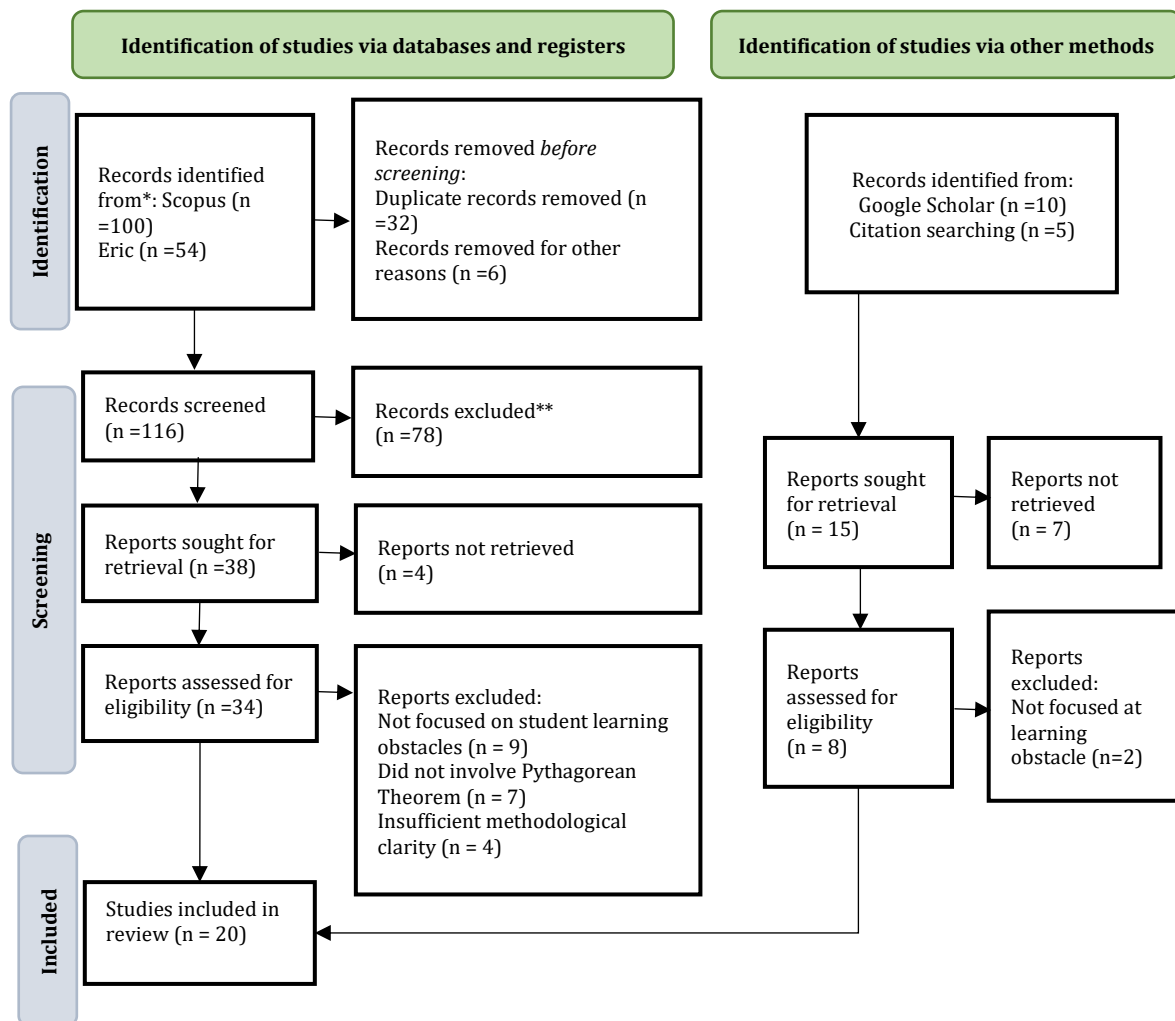 Identification of studies via databases and registers
Identification of studies via other methods
Identification
Records identified
from*: Scopus (n
=100)
Eric (n =54)
Records removed before
screening:
Duplicate records removed (n
=32)
Records removed for other
reasons (n =6)
Records identified from:
Google Scholar (n =10)
Citation searching (n =5)
Screening
Records screened
(n =116)
Records excluded**
(n =78)
Reports sought for
retrieval (n =38)
Reports not retrieved
(n =4)
Reports sought
for retrieval
(n = 15)
Reports not
retrieved
(n = 7)
Reports assessed for
eligibility (n =34)
Reports excluded:
Not focused on student learning
obstacles (n = 9)
Did not involve Pythagorean
Theorem (n = 7)
Insufficient methodological
clarity (n = 4)
Reports
assessed for
eligibility
(n = 8)
Reports
excluded:
Not focused at
learning
obstacle (n=2)
Included
Studies included in
review (n = 20)